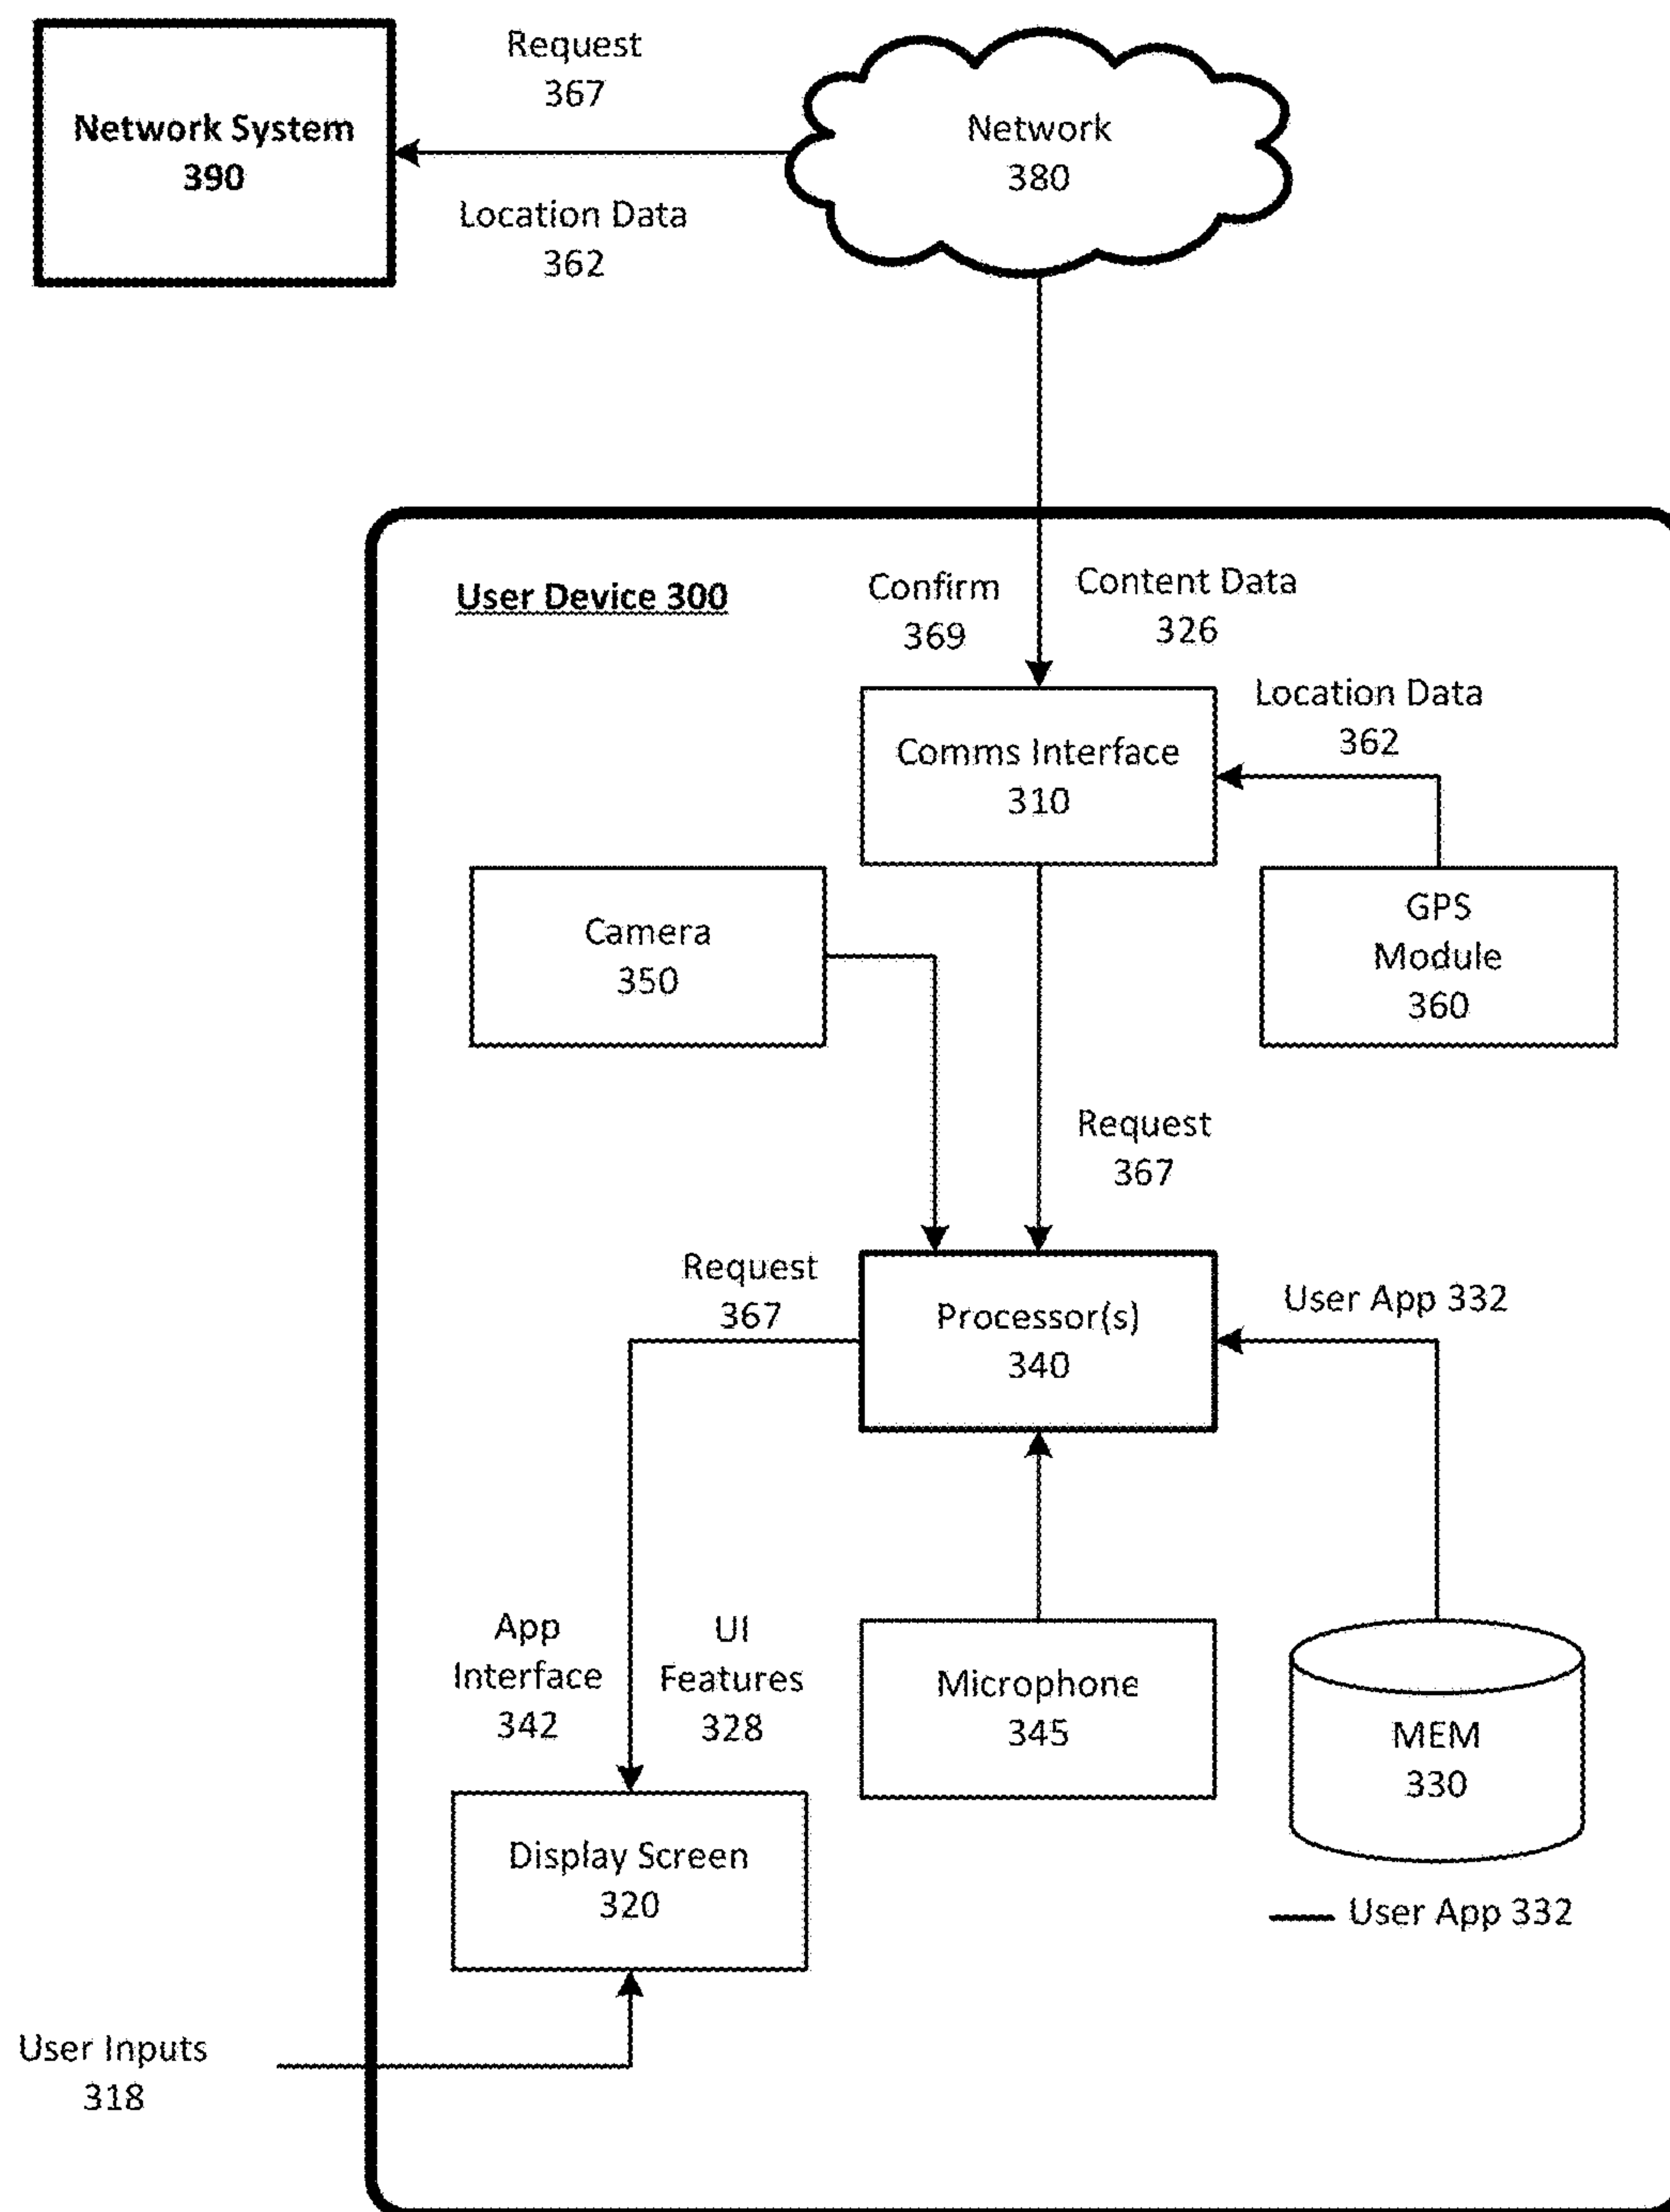 Request
367
Network System
390
Network
380
Location Data
362
User Device 300
Confirm
369
Content Data
326
Location Data
362
Comms Interface
310
Camera
350
GPS
Module
360
Request
367
Request
367
Processor(s)
340
User App 332
App
Interface
342
UI
Features
328
Microphone
345
MEM
330
Display Screen
320
User App 332
User Inputs
318